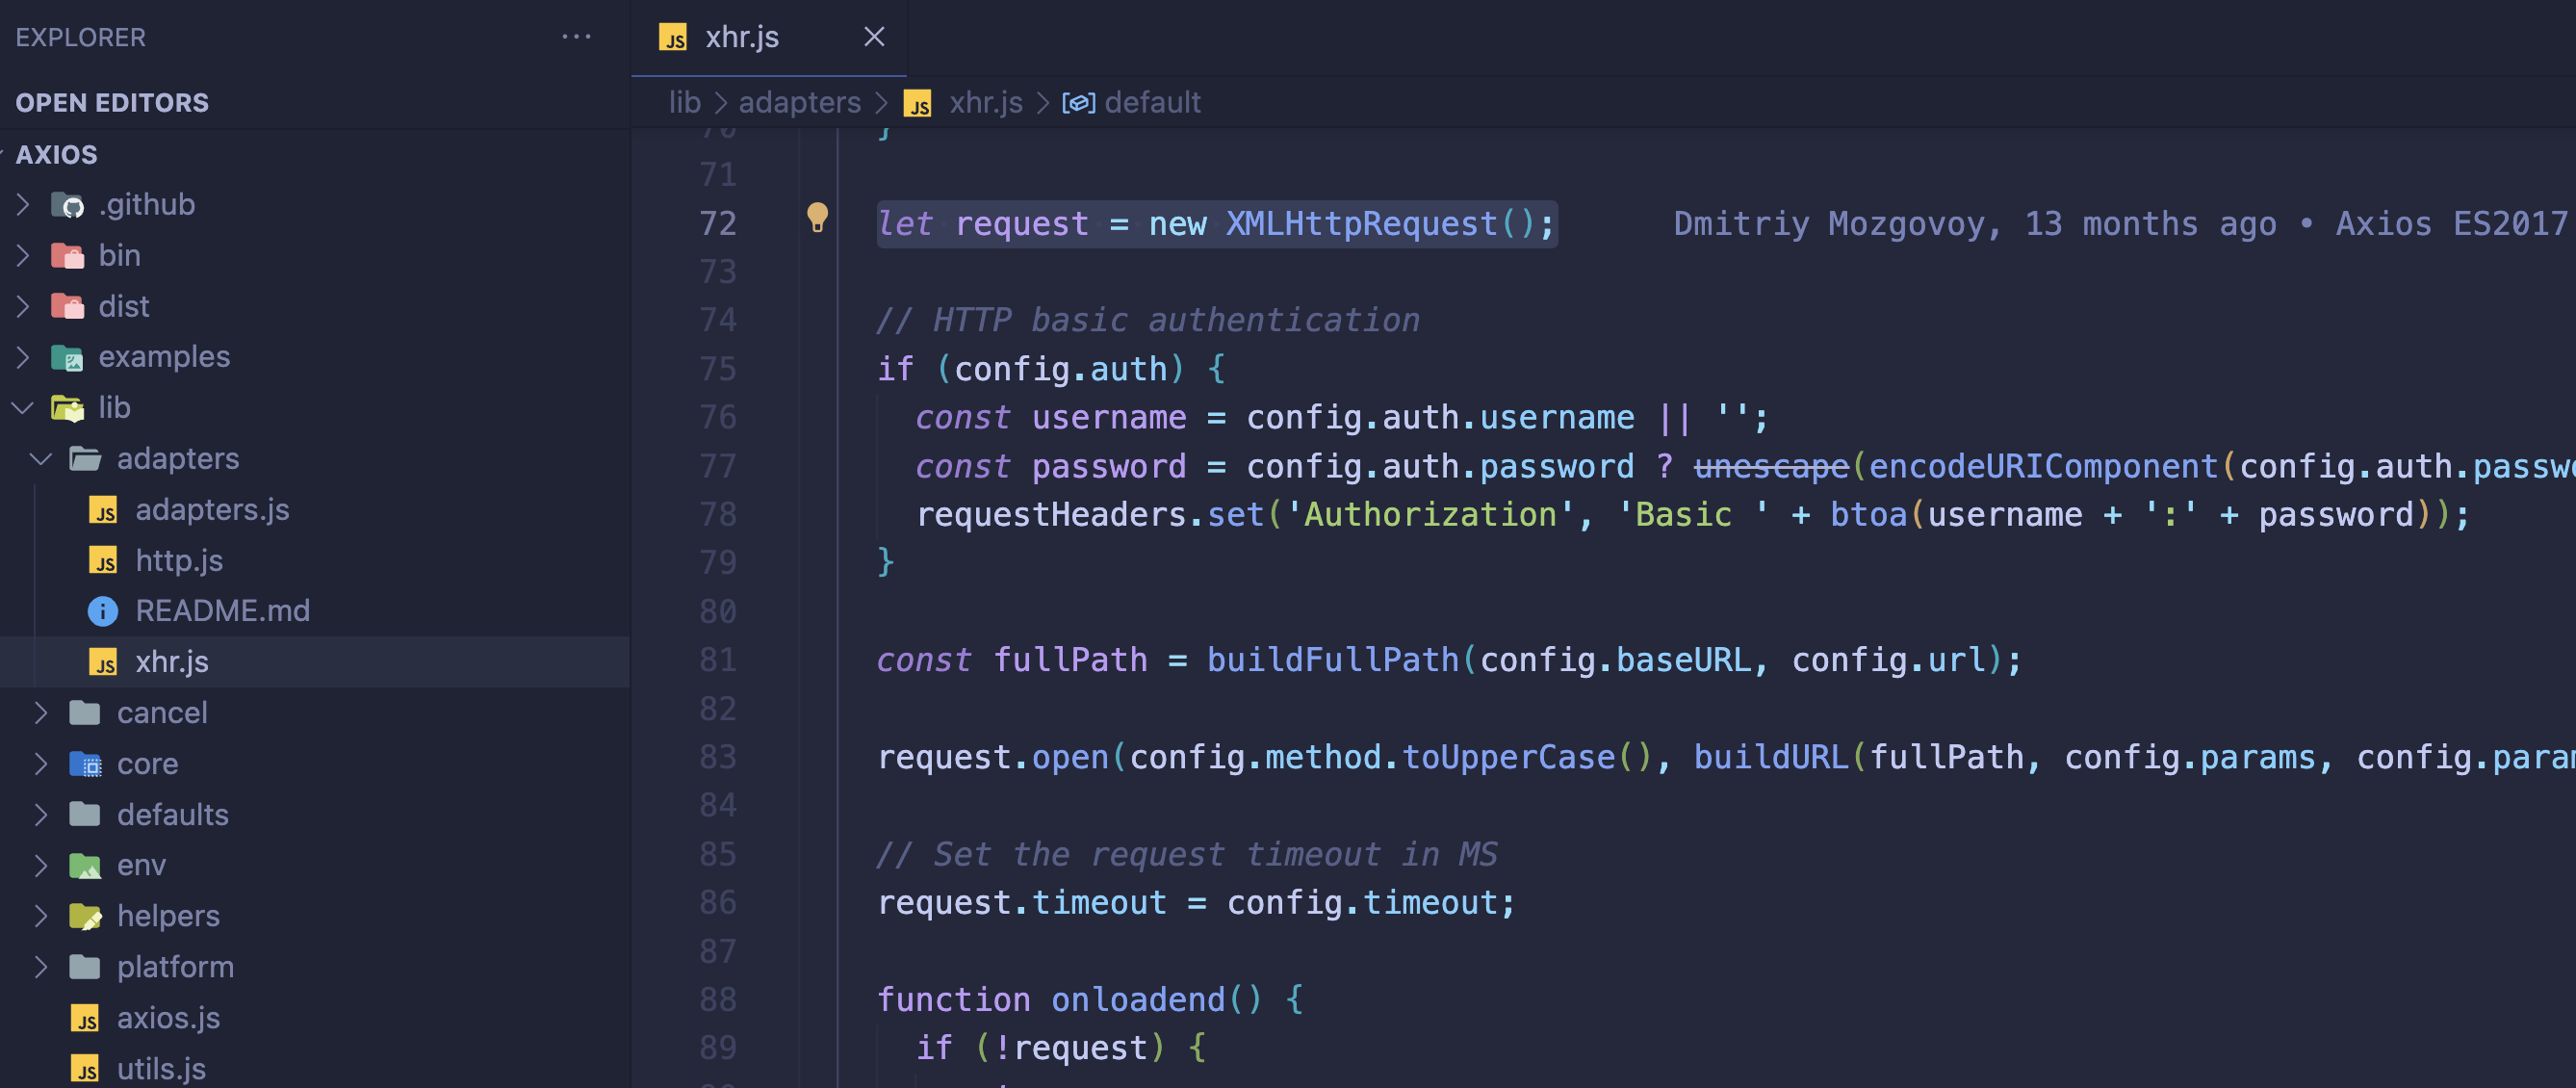 EXPLORER
OPEN EDITORS
AXIOS
.github
bin
dist
examples
lib
adapters
adapters.js
http.js
README.md
xhr.js
cancel
core
defaults
env
helpers
platform
axios.js
utils.js
xhr.js
lib > adapters > JS xhr.js > default
70 }
71
72 let request = new XMLHttpRequest(); Dmitriy Mozgovoy, 13 months ago • Axios ES2017
73
74 // HTTP basic authentication
75 if (config.auth) {
76 const username = config.auth.username || '';
77 const password = config.auth.password ? unescape(encodeURIComponent(config.auth.passw
78 requestHeaders.set('Authorization', 'Basic ' + btoa(username + ':' + password));
79 }
80
81 const fullPath = buildFullPath(config.baseURL, config.url);
82
83 request.open(config.method.toUpperCase(), buildURL(fullPath, config.params, config.param
84
85 // Set the request timeout in MS
86 request.timeout = config.timeout;
87
88 function onloadend() {
89 if (!request) {